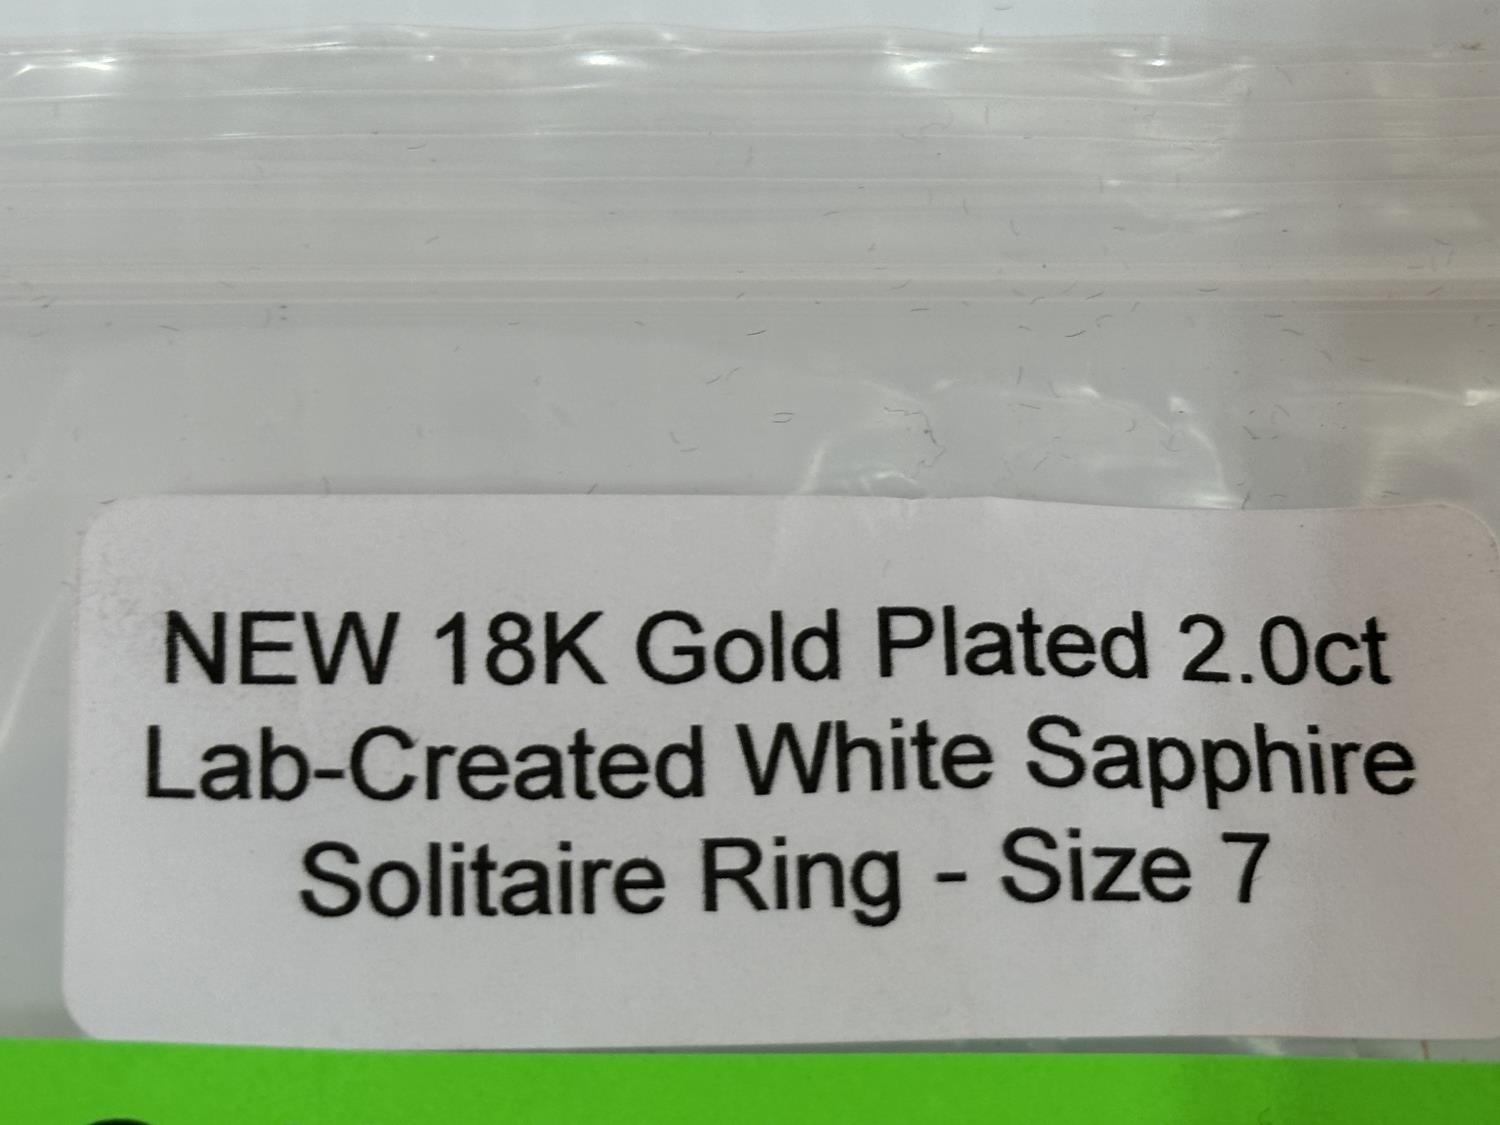 NEW 18K Gold Plated 2.0ct
Lab-Created White Sapphire
Solitaire Ring - Size 7